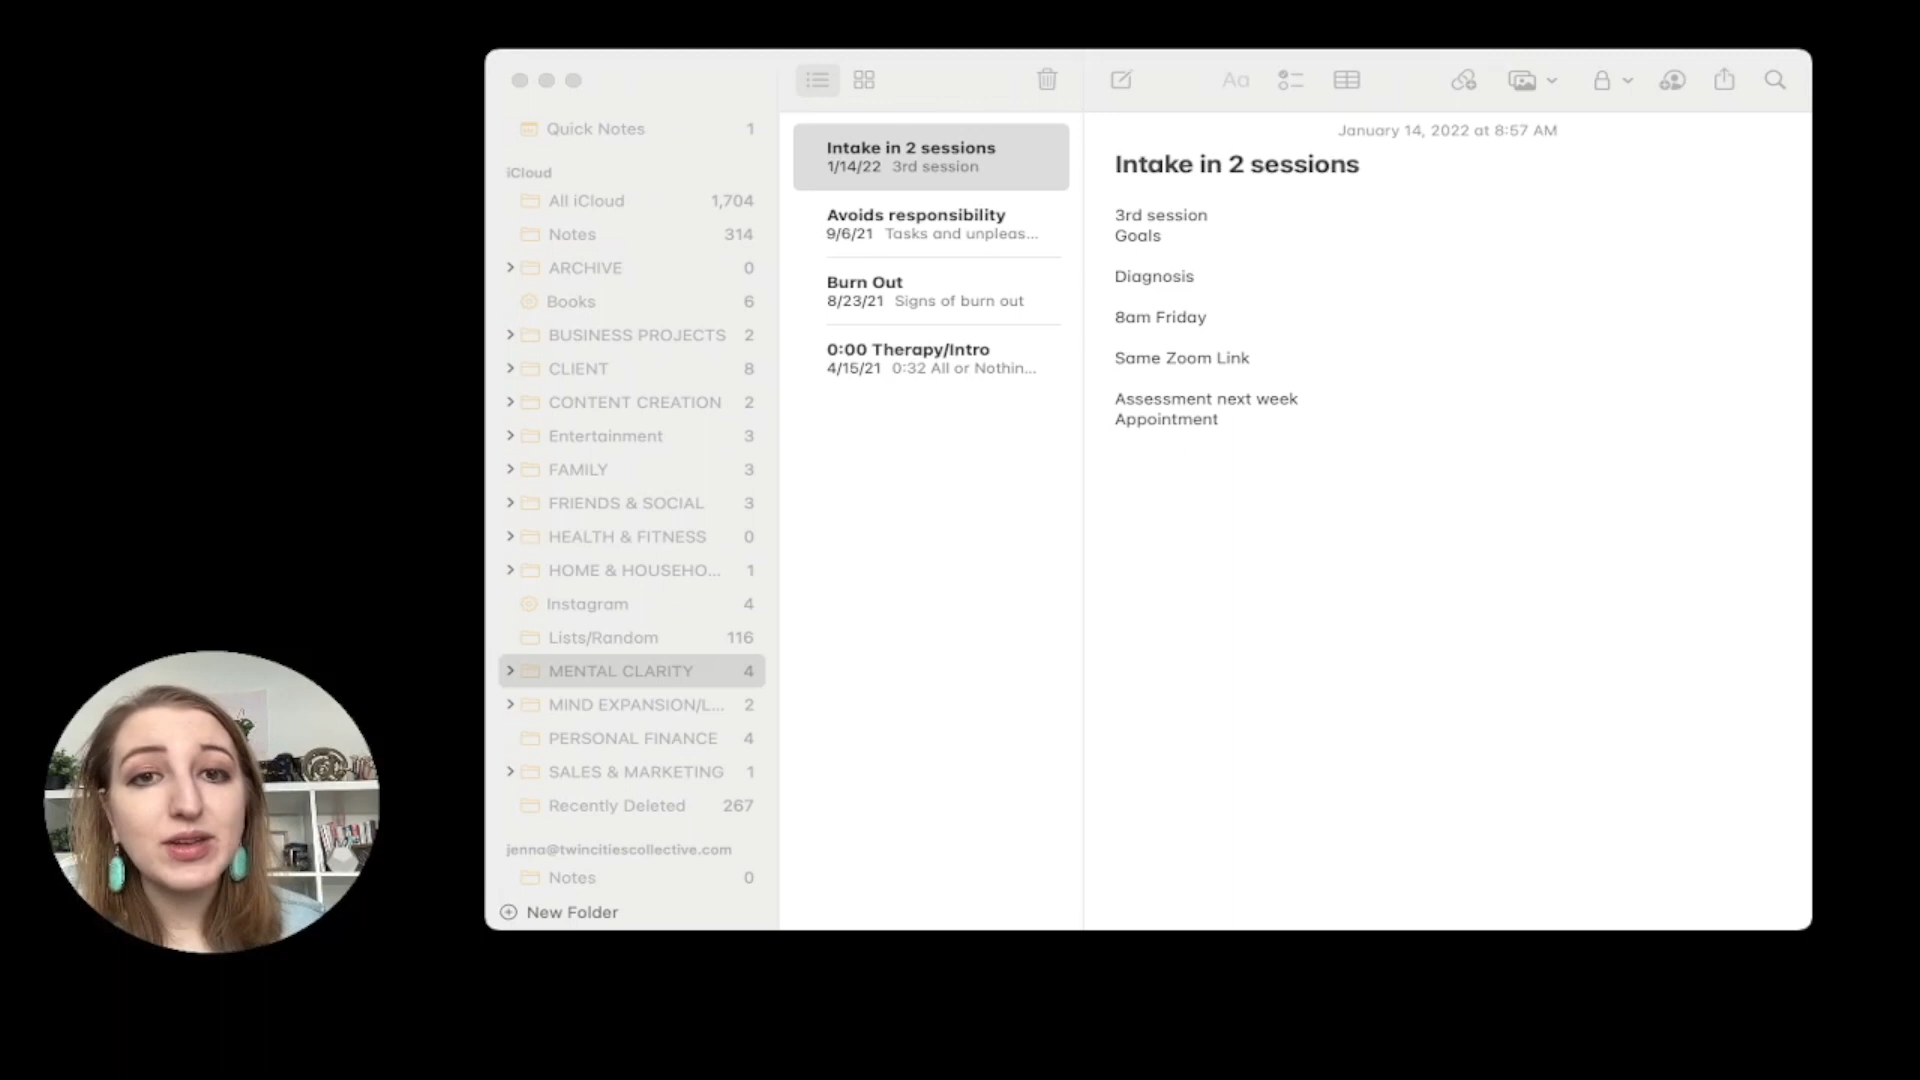 Quick Notes 1
iCloud
All iCloud 1,704
Notes 314
ARCHIVE 0
Books 6
BUSINESS PROJECTS 2
CLIENT 8
CONTENT CREATION 2
Entertainment 3
FAMILY 3
FRIENDS & SOCIAL 3
HEALTH & FITNESS 0
HOME & HOUSEHO... 1
Instagram 4
Lists/Random 116
MENTAL CLARITY 4
MIND EXPANSION/L... 2
PERSONAL FINANCE 4
SALES & MARKETING 1
Recently Deleted 267
jenna@twincitiescollective.com
Notes 0
New Folder
Intake in 2 sessions
1/14/22 3rd session
Avoids responsibility
9/6/21 Tasks and unpleas...
Burn Out
8/23/21 Signs of burn out
0:00 Therapy/Intro
4/15/21 0:32 All or Nothin...
Aa
January 14, 2022 at 8:57 AM
Intake in 2 sessions
3rd session
Goals
Diagnosis
8am Friday
Same Zoom Link
Assessment next week
Appointment